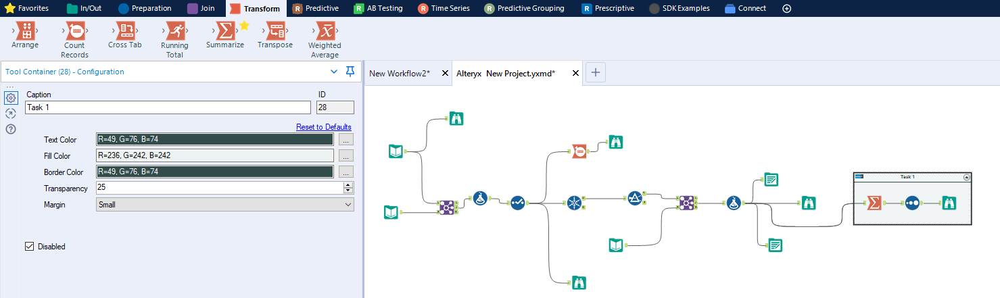 Favorites In/Out Preparation Join Transform Predictive AB Testing Time Series Predictive Grouping Prescriptive SDK Examples Connect
Arrange
Count Records
Cross Tab
Running Total
Summarize
Transpose
Weighted Average
Tool Container (28) - Configuration
New Workflow2*
Alteryx New Project.yxmd*
Caption ID
Task 1 28
Reset to Defaults
Text Color R=49, G=76, B=74 ...
Fill Color R=236, G=242, B=242 ...
Border Color R=49, G=76, B=74 ...
Transparency 25
Margin Small
Disabled
Task 1